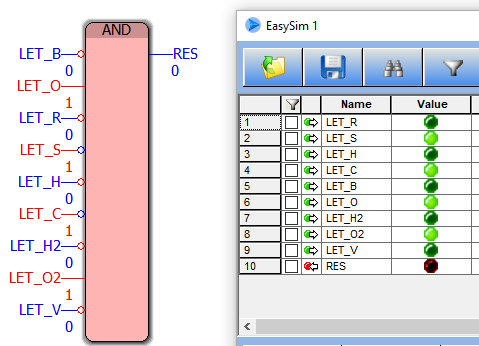 AND
LET_B
0
RES
0
LET_O
1
LET_R
0
LET_S
1
LET_H
0
LET_C
1
LET_H2
0
LET_O2
1
LET_V
0
EasySim 1
Name Value
1 LET_R
2 LET_S
3 LET_H
4 LET_C
5 LET_B
6 LET_O
7 LET_H2
8 LET_O2
9 LET_V
10 RES